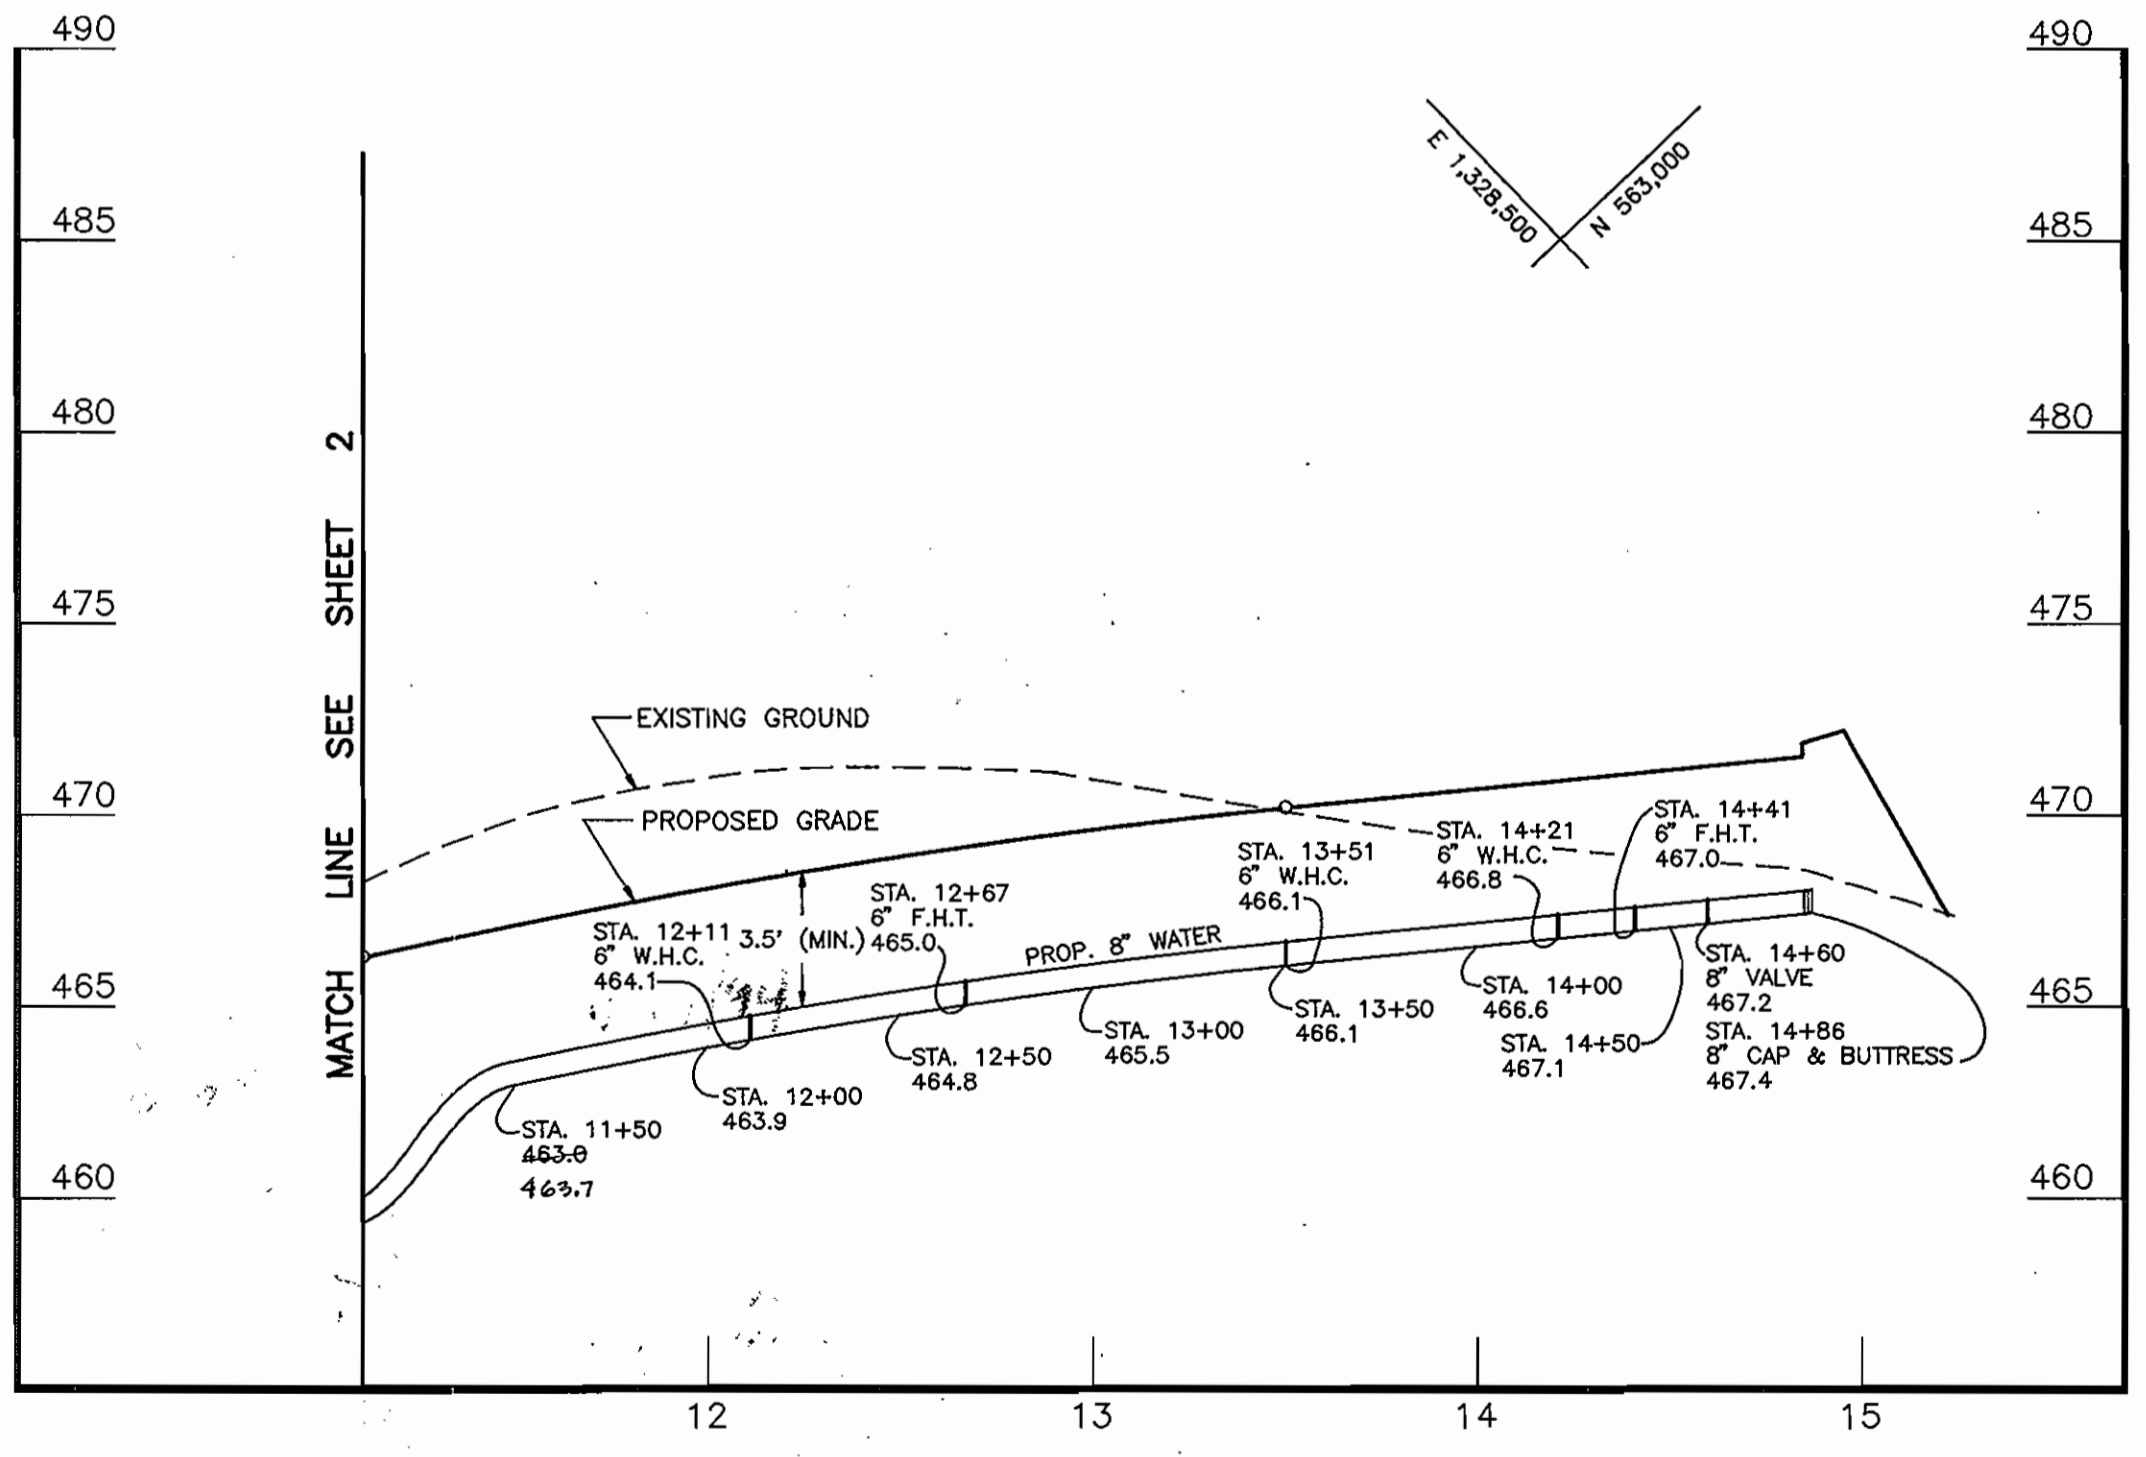 490
490
E 1,328,500
N 563,000
485
485
480
480
MATCH LINE SEE SHEET 2
475
475
EXISTING GROUND
470
470
PROPOSED GRADE
STA. 14+41
6" F.H.T.
467.0
STA. 14+21
6" W.H.C.
466.8
STA. 13+51
6" W.H.C.
466.1
STA. 12+67
6" F.H.T.
465.0
STA. 12+11
6" W.H.C.
464.1
3.5' (MIN.)
PROP. 8" WATER
465
465
STA. 14+60
8" VALVE
467.2
STA. 14+00
466.6
STA. 13+50
466.1
STA. 13+00
465.5
STA. 14+50
467.1
STA. 14+86
8" CAP & BUTTRESS
467.4
STA. 12+50
464.8
STA. 12+00
463.9
STA. 11+50
463.0
463.7
460
460
12
13
14
15